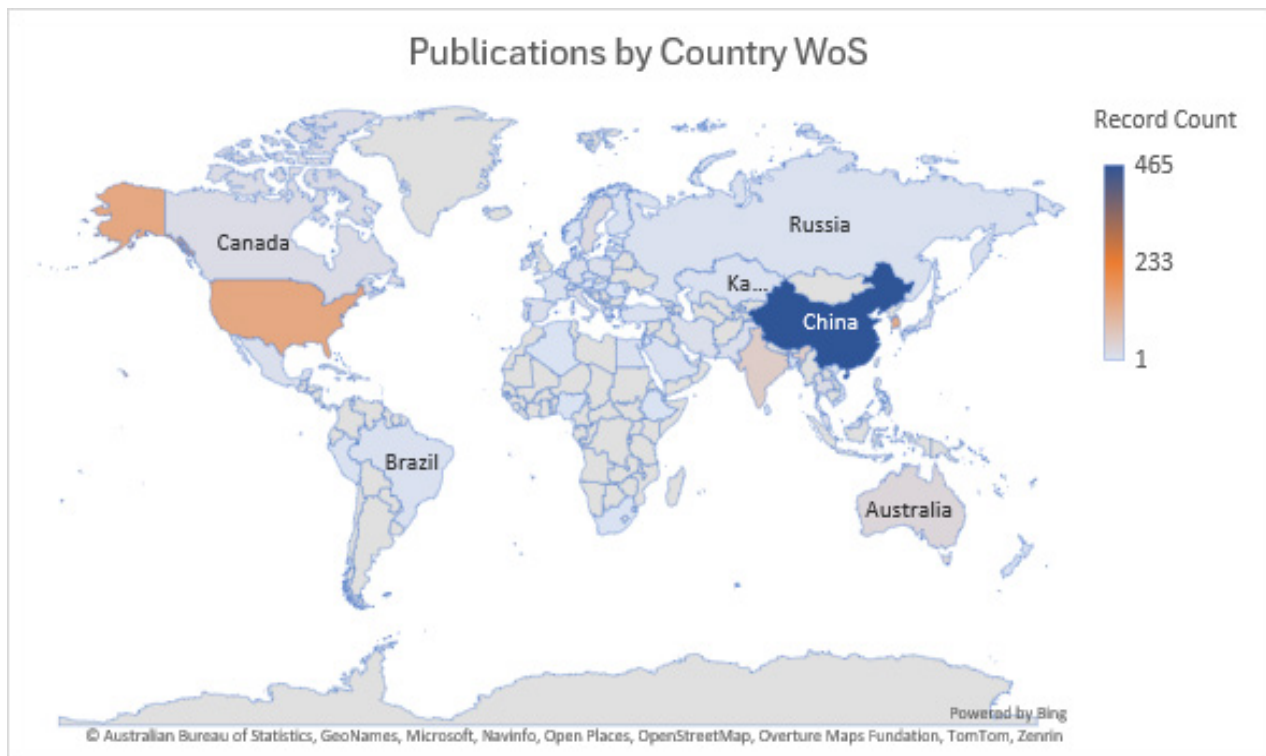 Publications by Country WoS
Record Count
465
233
1
Canada
Russia
Ka...
China
Brazil
Australia
Powered by Bing
© Australian Bureau of Statistics, GeoNames, Microsoft, Navinfo, Open Places, OpenStreetMap, Overture Maps Fundation, TomTom, Zenrin